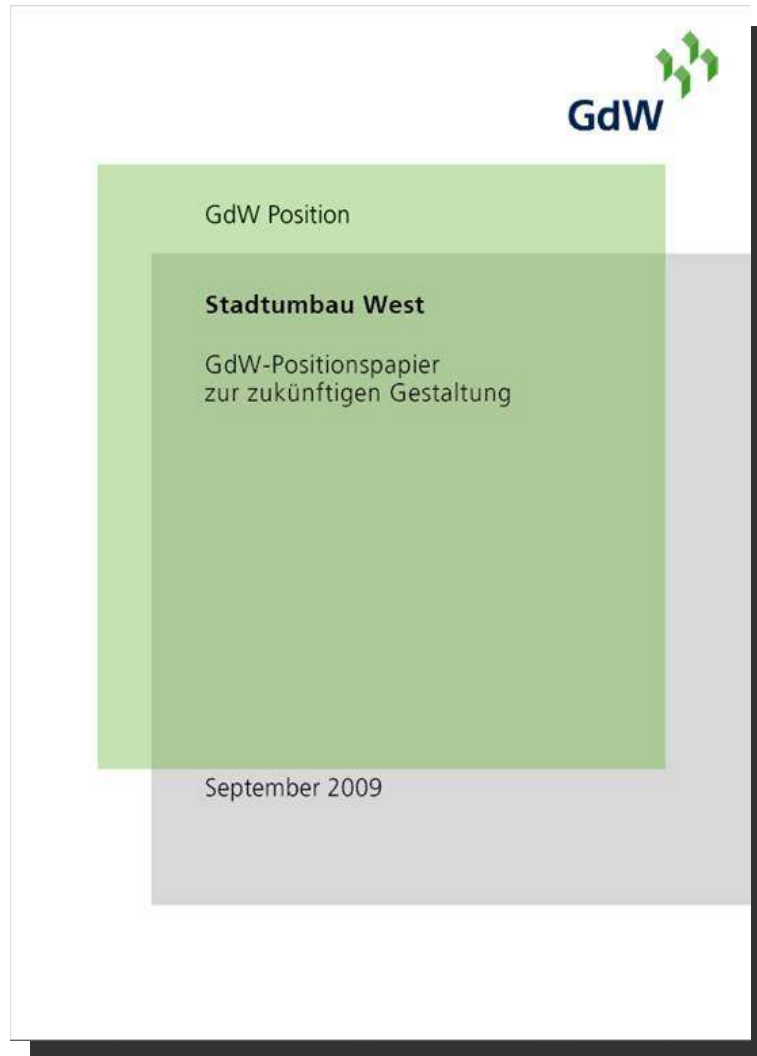 GdW
GdW Position
Stadtumbau West
GdW-Positionspapier
zur zukünftigen Gestaltung
September 2009